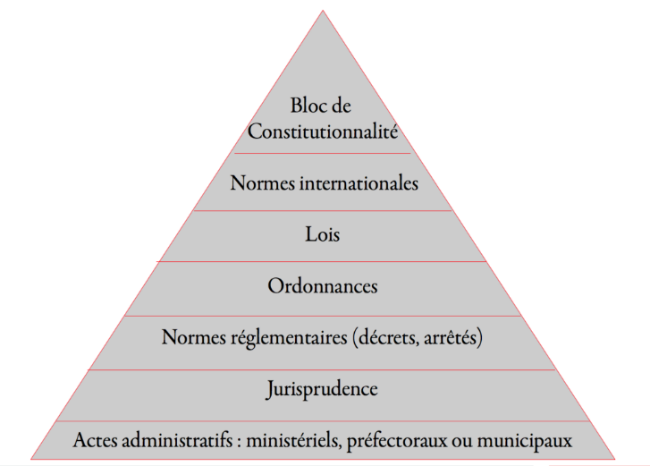 Bloc de
Constitutionnalité
Normes internationales
Lois
Ordonnances
Normes réglementaires (décrets, arrêtés)
Jurisprudence
Actes administratifs : ministériels, préfectoraux ou municipaux